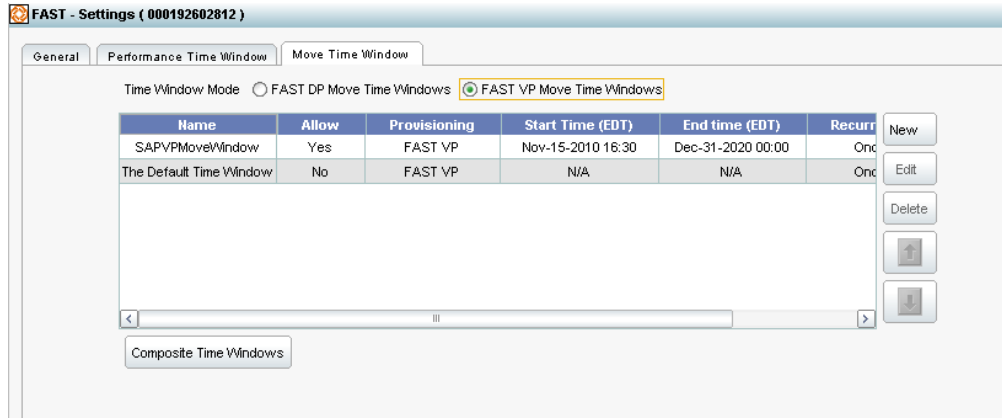 FAST - Settings ( 000192602812 )
General Performance Time Window Move Time Window
Time Window Mode FAST DP Move Time Windows FAST VP Move Time Windows
Name Allow Provisioning Start Time (EDT) End time (EDT) Recurr
SAPVPMoveWindow Yes FAST VP Nov-15-2010 16:30 Dec-31-2020 00:00 Onc
The Default Time Window No FAST VP N/A N/A Onc
New
Edit
Delete
Composite Time Windows